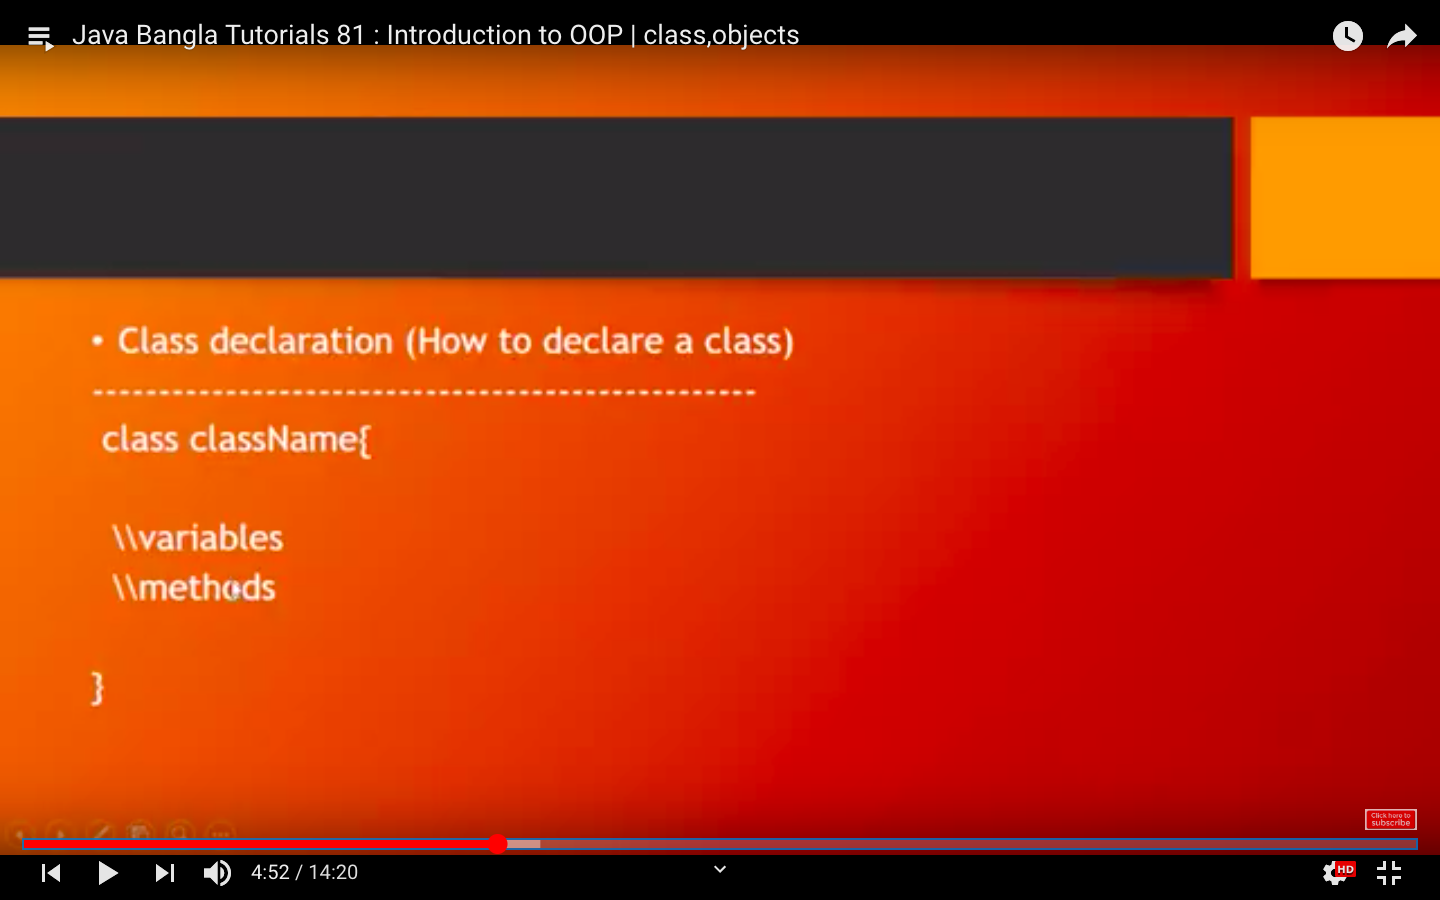 Java Bangla Tutorials 81 : Introduction to OOP | class,objects
• Class declaration (How to declare a class)
--------------------------------------------------
class className{
\\variables
\\methods
}
Click here to
subscribe
4:52 / 14:20
HD